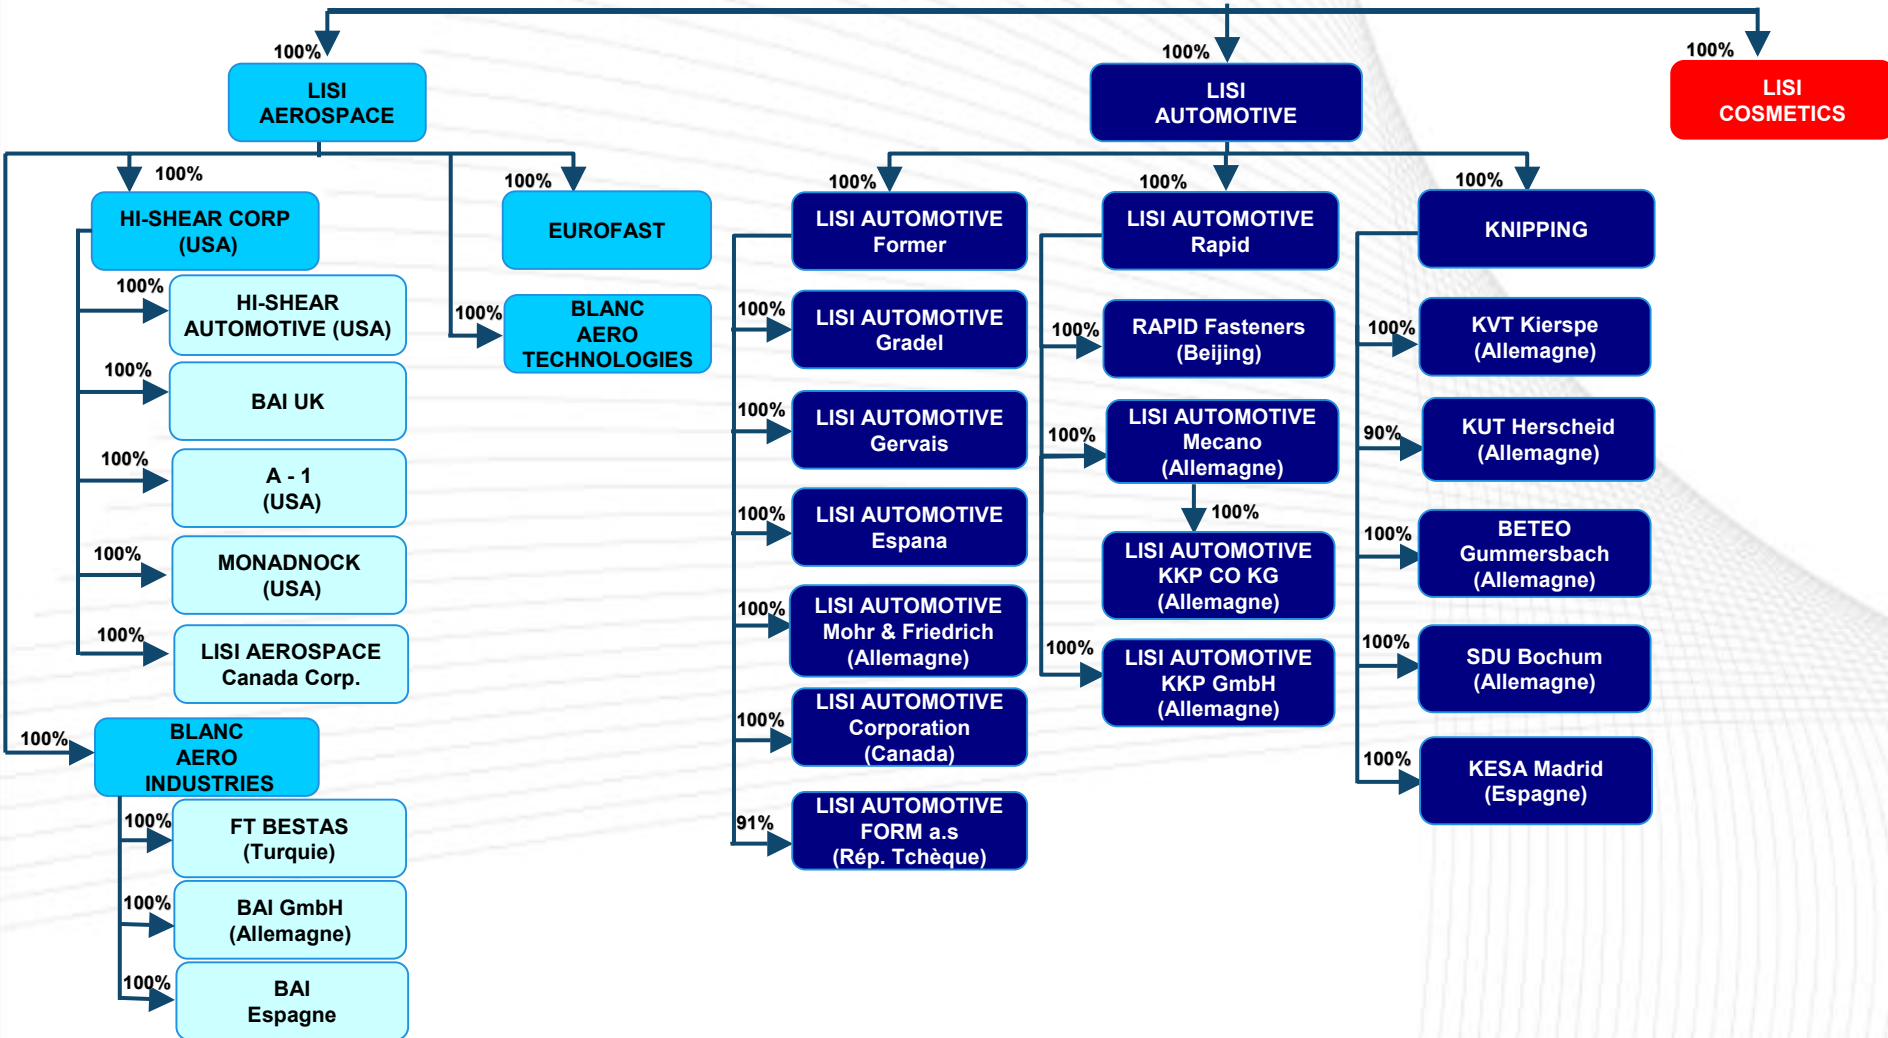 100%
LISI
AEROSPACE
100%
LISI
AUTOMOTIVE
100%
LISI
COSMETICS
100%
HI-SHEAR CORP
(USA)
100%
HI-SHEAR
AUTOMOTIVE (USA)
100%
BAI UK
100%
A - 1
(USA)
100%
MONADNOCK
(USA)
100%
LISI AEROSPACE
Canada Corp.
100%
EUROFAST
100%
BLANC
AERO
TECHNOLOGIES
100%
BLANC
AERO
INDUSTRIES
100%
FT BESTAS
(Turquie)
100%
BAI GmbH
(Allemagne)
100%
BAI
Espagne
100%
LISI AUTOMOTIVE
Former
100%
LISI AUTOMOTIVE
Gradel
100%
LISI AUTOMOTIVE
Gervais
100%
LISI AUTOMOTIVE
Espana
100%
LISI AUTOMOTIVE
Mohr & Friedrich
(Allemagne)
100%
LISI AUTOMOTIVE
Corporation
(Canada)
91%
LISI AUTOMOTIVE
FORM a.s
(Rép. Tchèque)
100%
LISI AUTOMOTIVE
Rapid
100%
RAPID Fasteners
(Beijing)
100%
LISI AUTOMOTIVE
Mecano
(Allemagne)
100%
LISI AUTOMOTIVE
KKP CO KG
(Allemagne)
100%
LISI AUTOMOTIVE
KKP GmbH
(Allemagne)
100%
KNIPPING
100%
KVT Kierspe
(Allemagne)
90%
KUT Herscheid
(Allemagne)
100%
BETEO
Gummersbach
(Allemagne)
100%
SDU Bochum
(Allemagne)
100%
KESA Madrid
(Espagne)